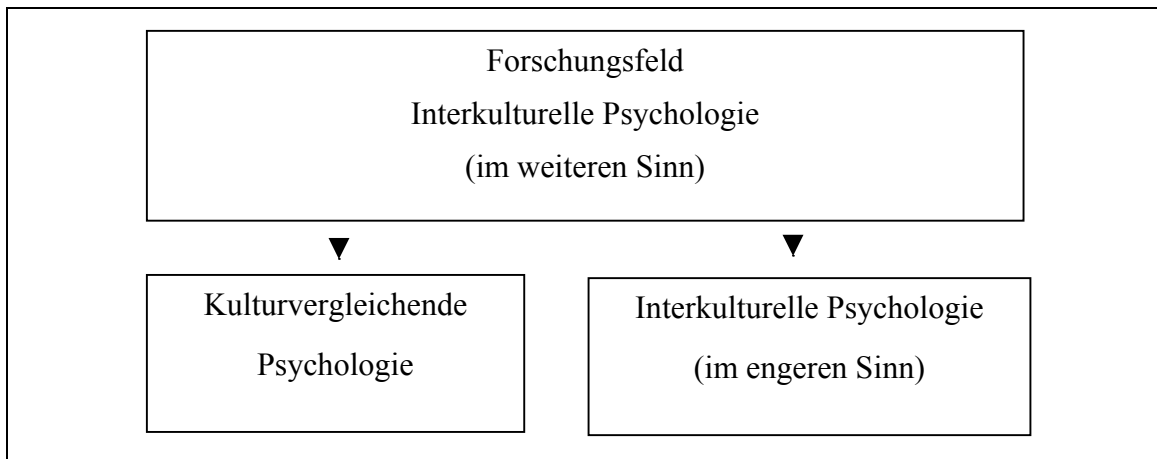 Forschungsfeld
Interkulturelle Psychologie
(im weiteren Sinn)
Kulturvergleichende
Psychologie
Interkulturelle Psychologie
(im engeren Sinn)